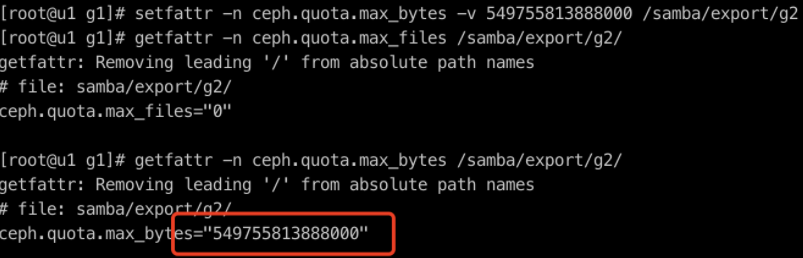 [root@u1 g1]# setfattr -n ceph.quota.max_bytes -v 549755813888000 /samba/export/g2
[root@u1 g1]# getfattr -n ceph.quota.max_files /samba/export/g2/
getfattr: Removing leading '/' from absolute path names
# file: samba/export/g2/
ceph.quota.max_files="0"
[root@u1 g1]# getfattr -n ceph.quota.max_bytes /samba/export/g2/
getfattr: Removing leading '/' from absolute path names
# file: samba/export/g2/
ceph.quota.max_bytes="549755813888000"